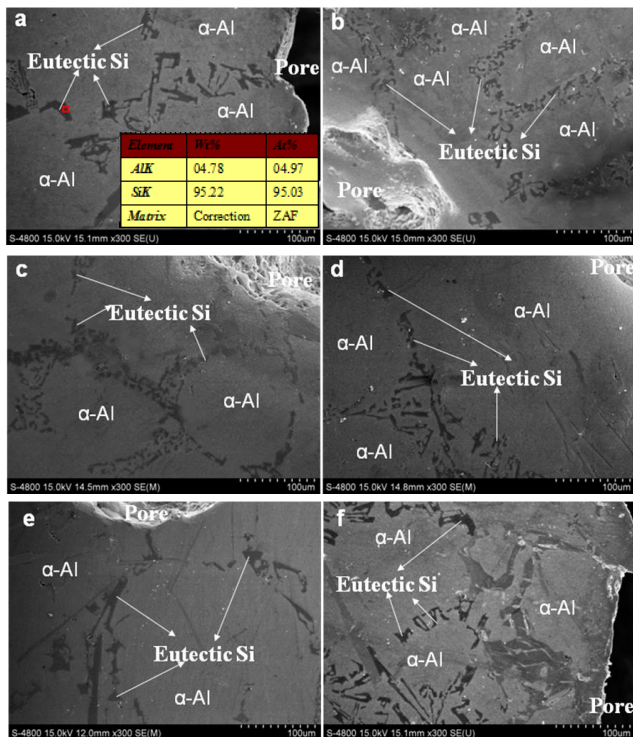 a
α-Al
Eutectic Si
Pore
α-Al
α-Al
Element Wt% At%
AlK 04.78 04.97
SiK 95.22 95.03
Matrix Correction ZAF
S-4800 15.0kV 15.1mm x300 SE(U) 100um
b
α-Al
α-Al
α-Al
α-Al
α-Al
Eutectic Si
Pore
S-4800 15.0kV 15.0mm x300 SE(U) 100um
c
Pore
Eutectic Si
α-Al
α-Al
S-4800 15.0kV 14.5mm x300 SE(M) 100um
d
Pore
α-Al
α-Al
Eutectic Si
α-Al
S-4800 15.0kV 14.8mm x300 SE(M) 100um
e
Pore
α-Al
Eutectic Si
α-Al
S-4800 15.0kV 12.0mm x300 SE(M) 100um
f
α-Al
Eutectic Si
α-Al
α-Al
Pore
S-4800 15.0kV 15.1mm x300 SE(U) 100um